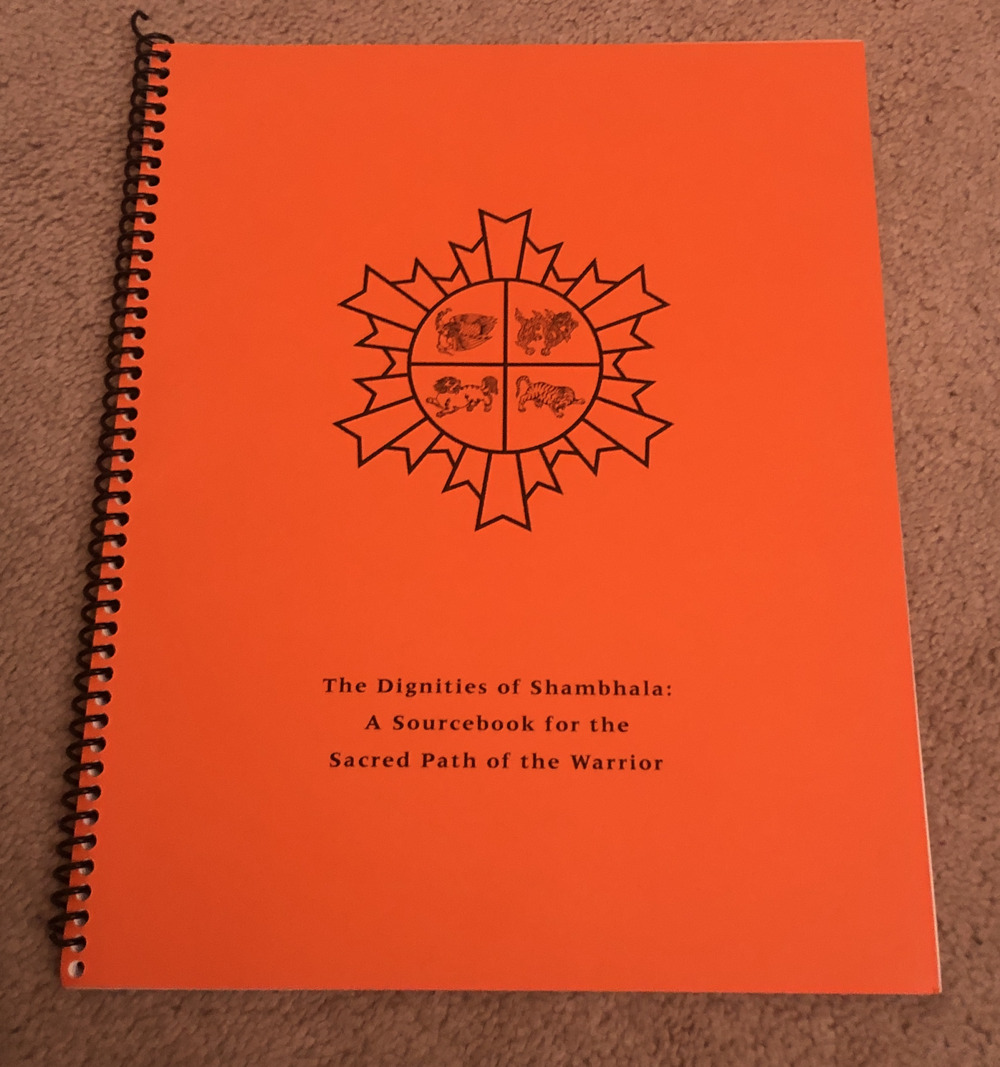 The Dignities of Shambhala:
A Sourcebook for the
Sacred Path of the Warrior